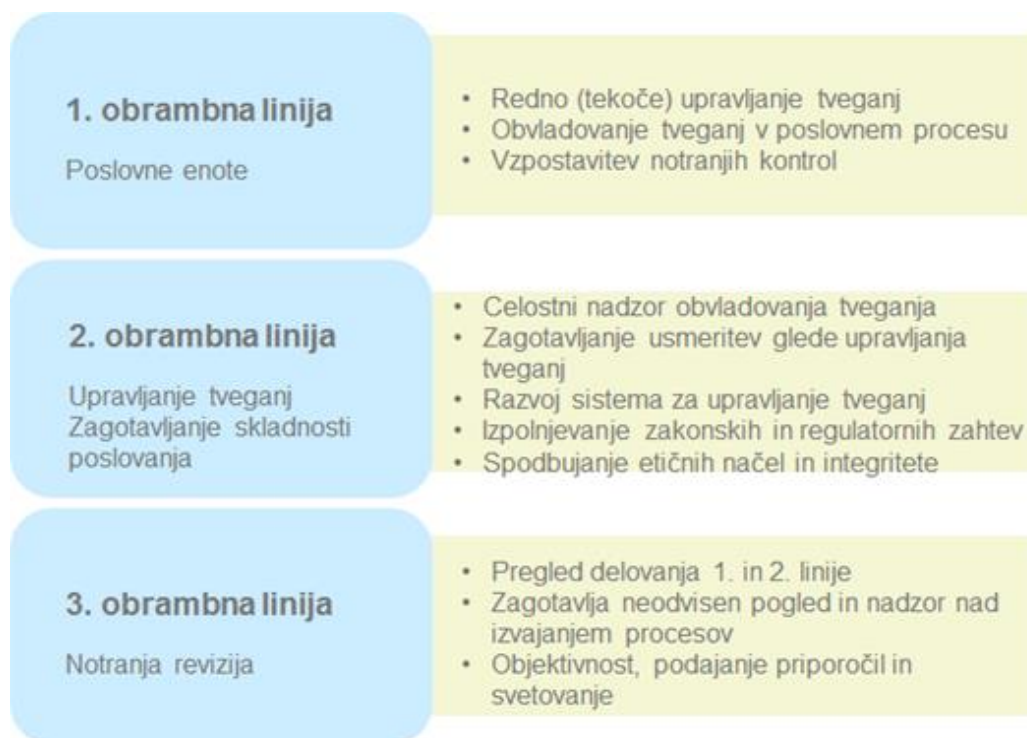 1. obrambna linija
Poslovne enote
• Redno (tekoče) upravljanje tveganj
• Obvladovanje tveganj v poslovnem procesu
• Vzpostavitev notranjih kontrol
2. obrambna linija
Upravljanje tveganj
Zagotavljanje skladnosti
poslovanja
• Celostni nadzor obvladovanja tveganja
• Zagotavljanje usmeritev glede upravljanja
tveganj
• Razvoj sistema za upravljanje tveganj
• Izpolnjevanje zakonskih in regulatornih zahtev
• Spodbujanje etičnih načel in integritete
3. obrambna linija
Notranja revizija
• Pregled delovanja 1. in 2. linije
• Zagotavlja neodvisen pogled in nadzor nad
izvajanjem procesov
• Objektivnost, podajanje priporočil in
svetovanje